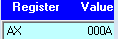 Register Value
AX 000A